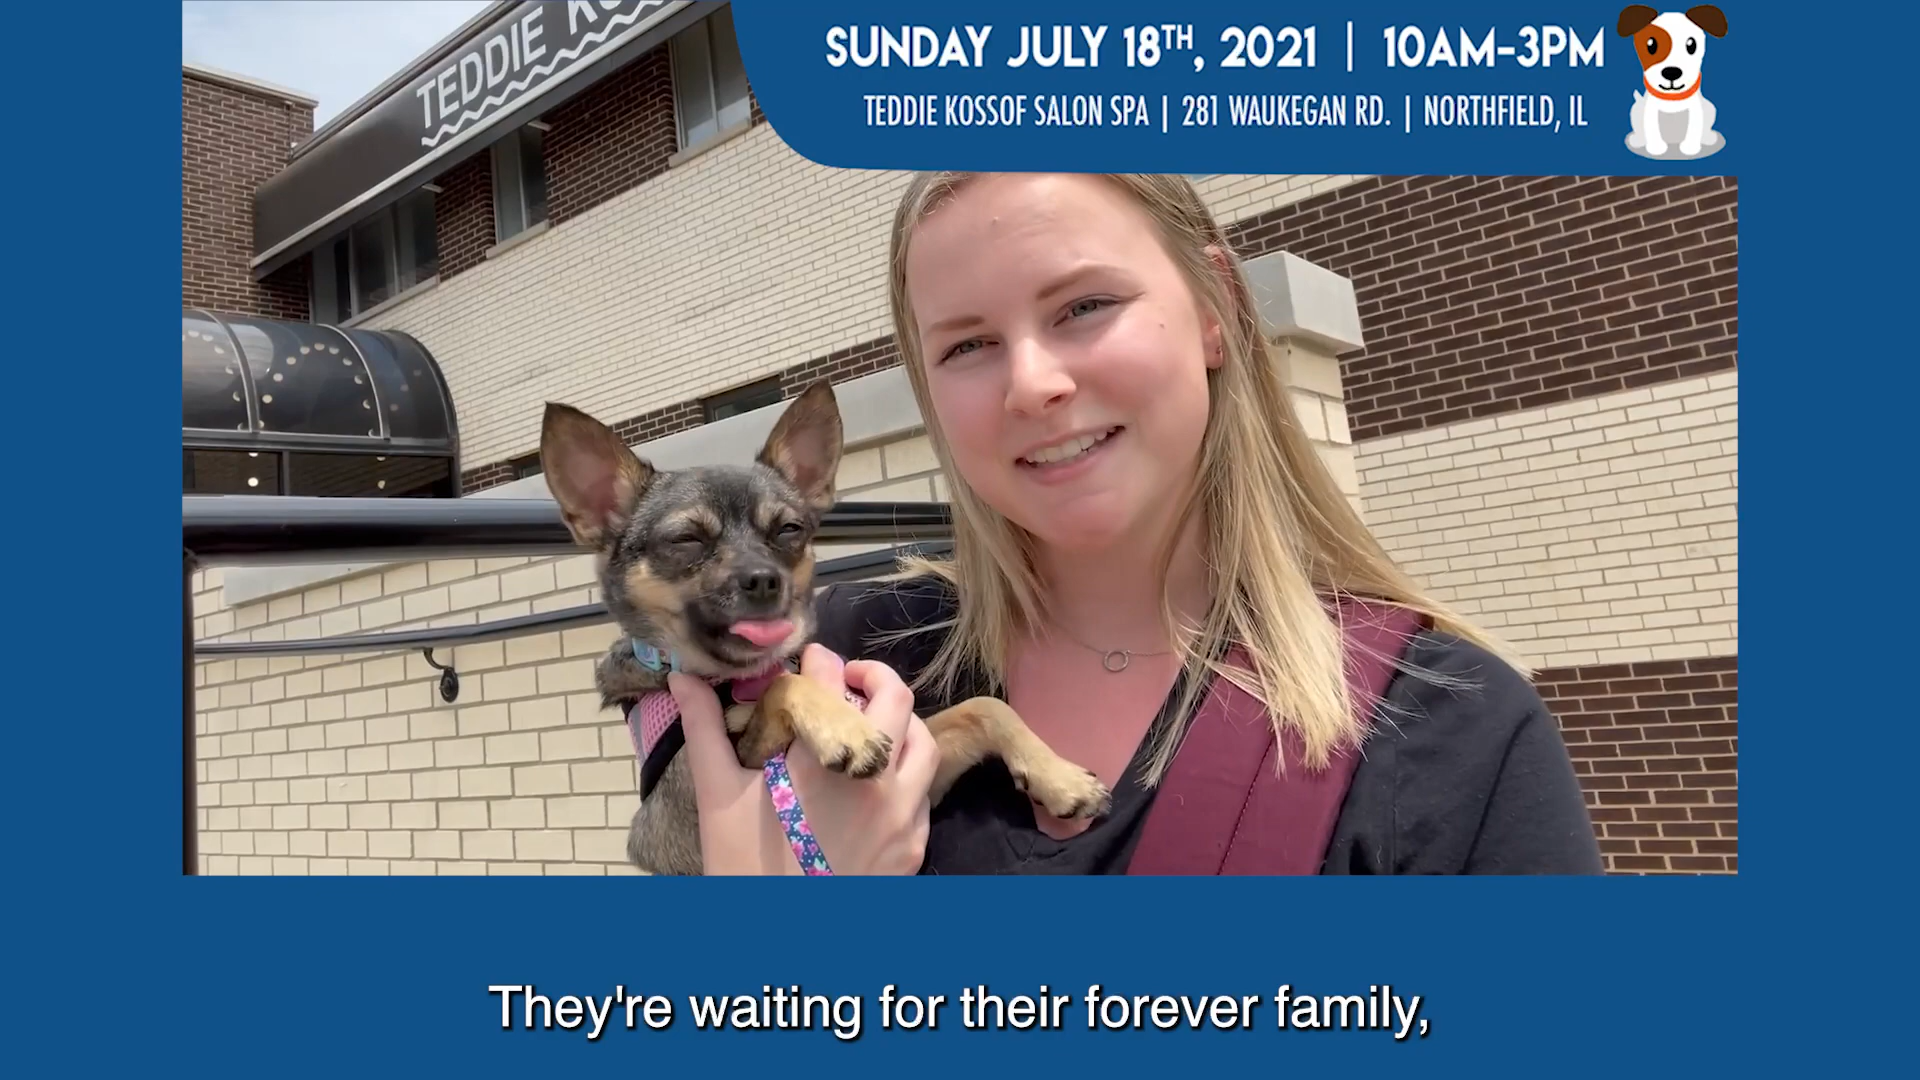 SUNDAY JULY 18TH, 2021 | 10AM-3PM
TEDDIE KOSSOF SALON SPA | 281 WAUKEGAN RD. | NORTHFIELD, IL
TEDDIE
They're waiting for their forever family,